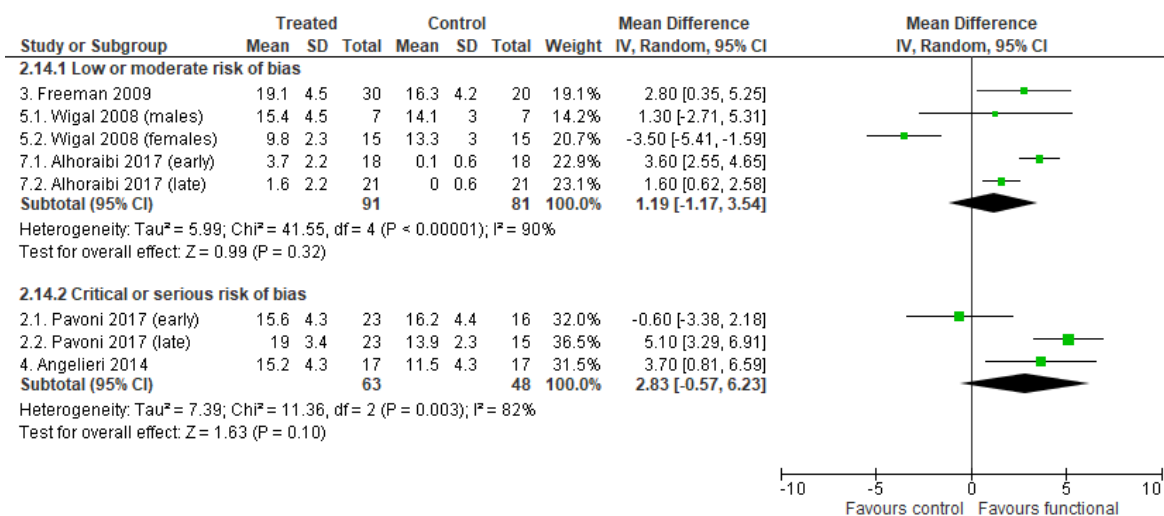 Treated Control Mean Difference Mean Difference
Study or Subgroup Mean SD Total Mean SD Total Weight IV, Random, 95% CI IV, Random, 95% CI
2.14.1 Low or moderate risk of bias
3. Freeman 2009 19.1 4.5 30 16.3 4.2 20 19.1% 2.80 [0.35, 5.25]
5.1. Wigal 2008 (males) 15.4 4.5 7 14.1 3 7 14.2% 1.30 [-2.71, 5.31]
5.2. Wigal 2008 (females) 9.8 2.3 15 13.3 3 15 20.7% -3.50 [-5.41, -1.59]
7.1. Alhoraibi 2017 (early) 3.7 2.2 18 0.1 0.6 18 22.9% 3.60 [2.55, 4.65]
7.2. Alhoraibi 2017 (late) 1.6 2.2 21 0 0.6 21 23.1% 1.60 [0.62, 2.58]
Subtotal (95% CI) 91 81 100.0% 1.19 [-1.17, 3.54]
Heterogeneity: Tau² = 5.99; Chi² = 41.55, df = 4 (P < 0.00001); I² = 90%
Test for overall effect: Z = 0.99 (P = 0.32)
2.14.2 Critical or serious risk of bias
2.1. Pavoni 2017 (early) 15.6 4.3 23 16.2 4.4 16 32.0% -0.60 [-3.38, 2.18]
2.2. Pavoni 2017 (late) 19 3.4 23 13.9 2.3 15 36.5% 5.10 [3.29, 6.91]
4. Angelieri 2014 15.2 4.3 17 11.5 4.3 17 31.5% 3.70 [0.81, 6.59]
Subtotal (95% CI) 63 48 100.0% 2.83 [-0.57, 6.23]
Heterogeneity: Tau² = 7.39; Chi² = 11.36, df = 2 (P = 0.003); I² = 82%
Test for overall effect: Z = 1.63 (P = 0.10)
-10 -5 0 5 10
Favours control Favours functional